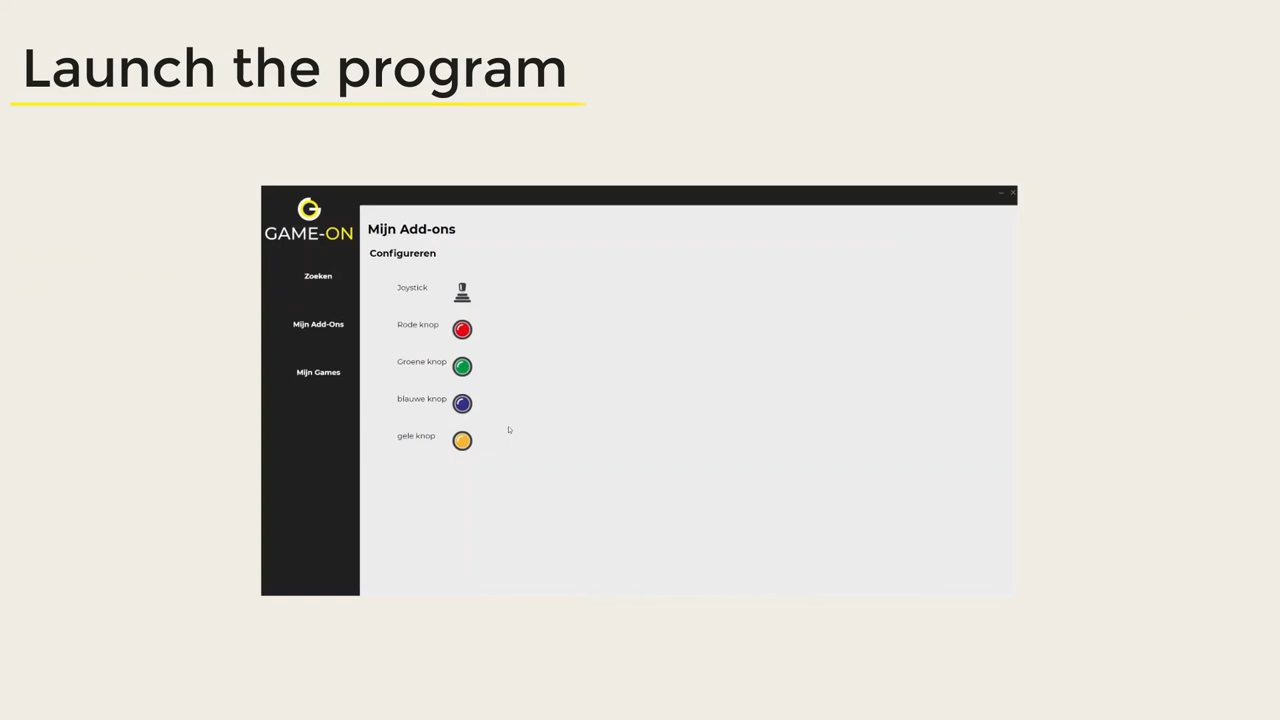 Launch the program
GAME-ON
Zoeken
Mijn Add-Ons
Mijn Games
Mijn Add-ons
Configureren
Joystick
Rode knop
Groene knop
blauwe knop
gele knop